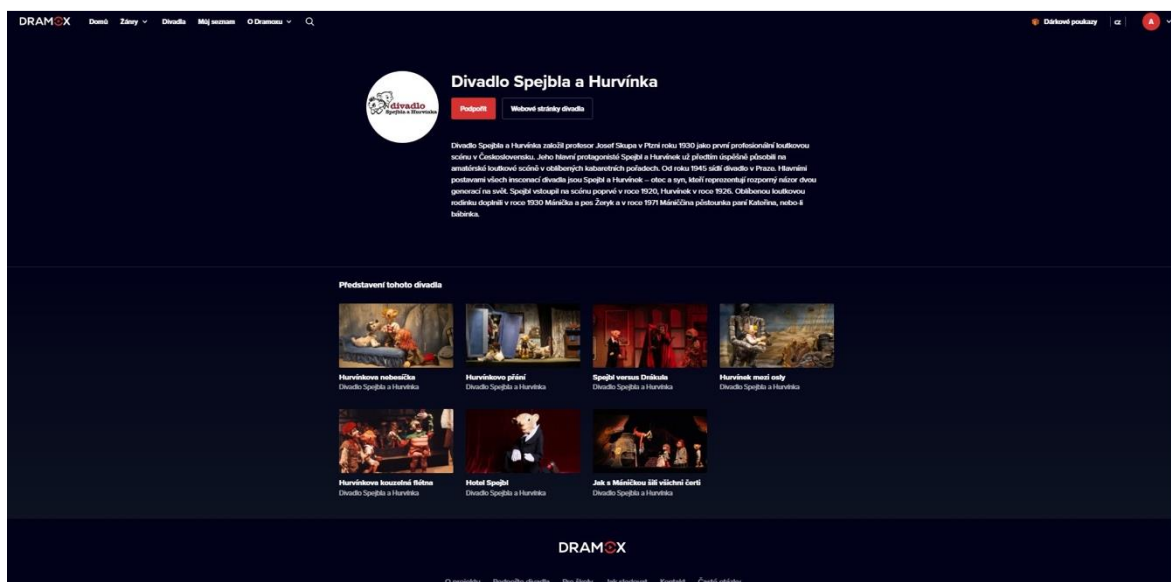 DRAMOX Domů Žánry Divadla Můj seznam O Dramoxu Dárkové poukazy cz A
Divadlo Spejbla a Hurvínka
divadlo
Spejbla a Hurvínka
Podpořit Webové stránky divadla
Divadlo Spejbla a Hurvínka založil profesor Josef Skupa v Plzni roku 1930 jako první profesionální loutkovou
scénu v Československu. Jeho hlavní protagonisté Spejbl a Hurvínek už předtím úspěšně působili na
amatérské loutkové scéně v oblíbených kabaretních pořadech. Od roku 1945 sídlí divadlo v Praze. Hlavními
postavami všech inscenací divadla jsou Spejbl a Hurvínek – otec a syn, kteří reprezentují rozporný názor dvou
generací na svět. Spejbl vstoupil na scénu poprvé v roce 1920, Hurvínek v roce 1926. Oblíbenou loutkovou
rodinku doplnili v roce 1930 Mánička a pes Žeryk a v roce 1971 Máničkina pěstounka paní Kateřina, nebo-li
bábinka.
Představení tohoto divadla
Hurvínkova nebesíčka Hurvínkovo přání Spejbl versus Drákula Hurvínek mezi osly
Divadlo Spejbla a Hurvínka Divadlo Spejbla a Hurvínka Divadlo Spejbla a Hurvínka Divadlo Spejbla a Hurvínka
Hurvínkova kouzelná flétna Hotel Spejbl Jak s Máničkou šili všichni čerti
Divadlo Spejbla a Hurvínka Divadlo Spejbla a Hurvínka Divadlo Spejbla a Hurvínka
DRAMOX